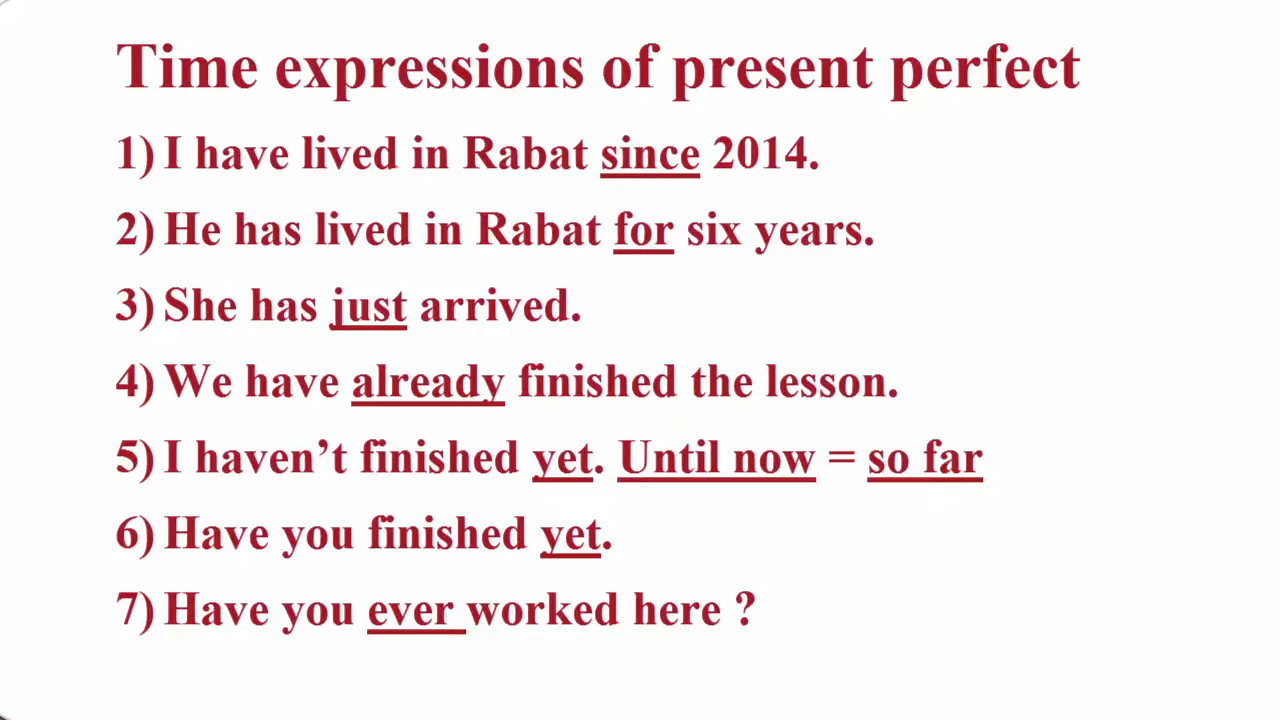 Time expressions of present perfect
1) I have lived in Rabat since 2014.
2) He has lived in Rabat for six years.
3) She has just arrived.
4) We have already finished the lesson.
5) I haven’t finished yet. Until now = so far
6) Have you finished yet.
7) Have you ever worked here ?